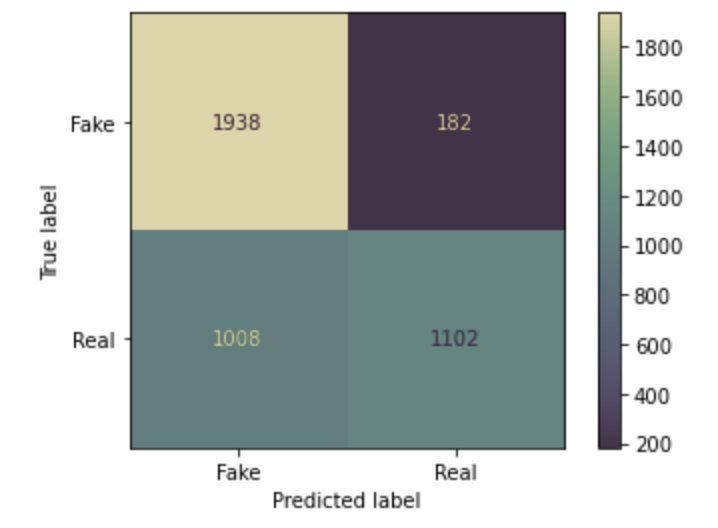 Fake
1938
182
Real
1008
1102
Fake
Real
Predicted label
True label
1800
1600
1400
1200
1000
800
600
400
200